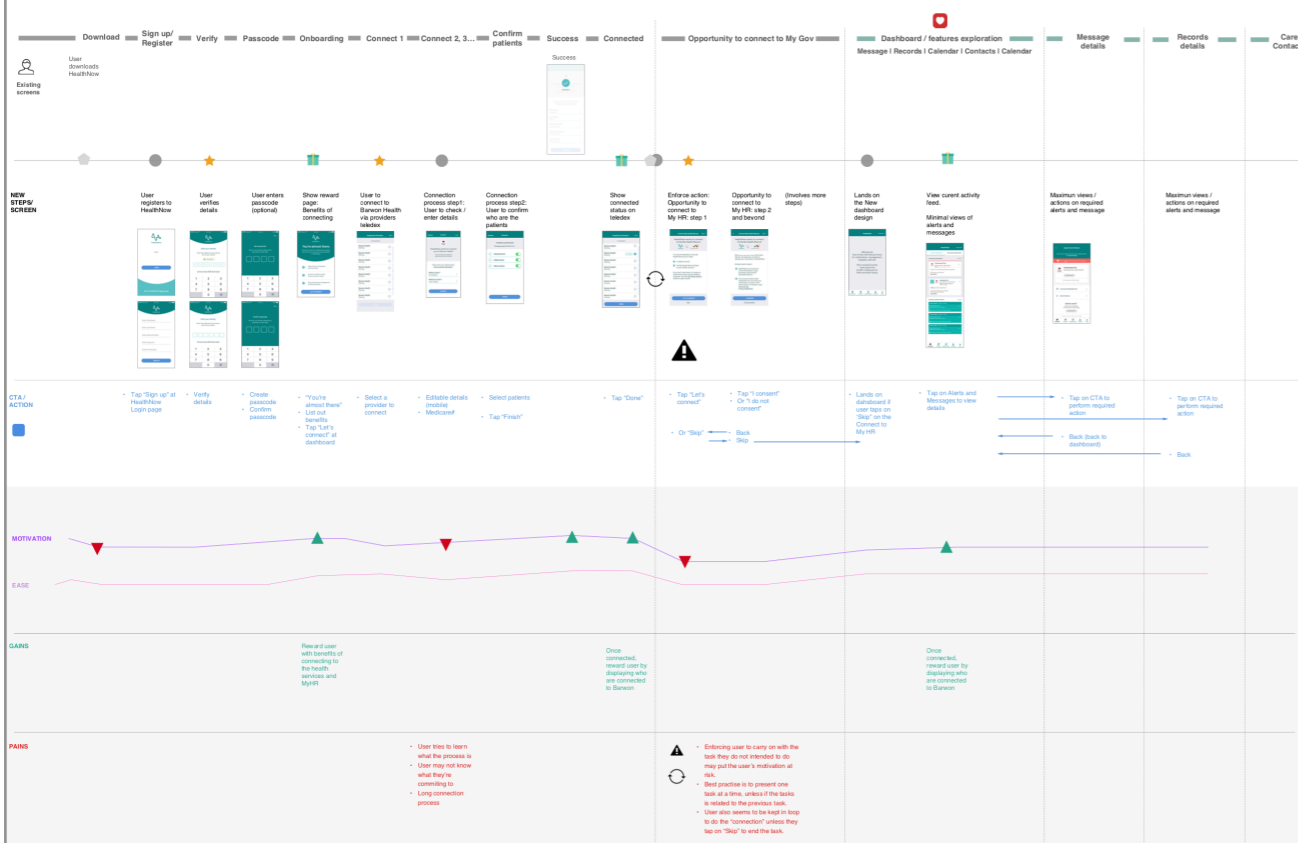 Download
Sign up/
Register
Verify
Passcode
Onboarding
Connect 1
Connect 2, 3...
Confirm
patients
Success
Connected
Opportunity to connect to My Gov
Dashboard / features exploration
Message I Records I Calendar I Contacts I Calendar
Message
details
Records
details
Care
Contac
Existing
screens
User
downloads
HealthNow
Success
NEW
STEPS/
SCREEN
User
registers to
HealthNow
User
verifies
details
User enters
passcode
(optional)
Show reward
page:
Benefits of
connecting
User to
connect to
Barwon Health
via providers
teledex
Connection
process step1:
User to check /
enter details
Connection
process step2:
User to confirm
who are the
patients
Show
connected
status on
teledex
Enforce action:
Opportunity to
connect to
My HR: step 1
Opportunity to
connect to
My HR: step 2
and beyond
(Involves more
steps)
Lands on
the New
dashboard
design
View curent activity
feed.
Minimal views of
alerts and
messages
Maximun views /
actions on required
alerts and message
Maximun views /
actions on required
alerts and message
CTA /
ACTION
- Tap "Sign up" at
HealthNow
Login page
- Verify
details
- Create
passcode
- Confirm
passcode
- "You're
almost there"
- List out
benefits
- Tap "Let's
connect" at
dashboard
- Select a
provider to
connect
- Editable details
(mobile)
- Medicare#
- Select patients
- Tap "Finish"
- Tap "Done"
- Tap "Let's
connect"
- Or "Skip"
- Tap "I consent"
- Or "I do not
consent"
- Back
- Skip
- Lands on
dahsboard if
user taps on
"Skip" on the
Connect to
My HR
- Tap on Alerts and
Messages to view
details
- Tap on CTA to
perform required
action
- Back (back to
dashboard)
- Tap on CTA to
perform required
action
- Back
MOTIVATION
EASE
GAINS
Reward user
with benefits of
connecting to
the health
services and
MyHR
Once
connected,
reward user by
displaying who
are connected
to Barwon
Once
connected,
reward user by
displaying who
are connected
to Barwon
PAINS
- User tries to learn
what the process is
- User may not know
what they're
commiting to
- Long connection
process
- Enforcing user to carry on with the
task they do not intended to do
may put the user's motivation at
risk.
- Best practise is to present one
task at a time, unless if the tasks
is related to the previous task.
- User also seems to be kept in loop
to do the "connection" unless they
tap on "Skip" to end the task.